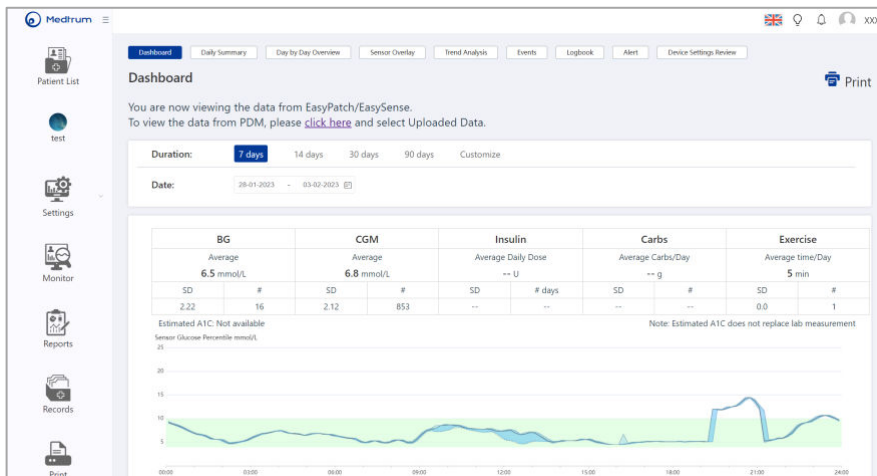 Medtrum
XXX
Patient List
test
Settings
Monitor
Reports
Records
Print
Dashboard Daily Summary Day by Day Overview Sensor Overlay Trend Analysis Events Logbook Alert Device Settings Review
Dashboard
Print
You are now viewing the data from EasyPatch/EasySense.
To view the data from PDM, please click here and select Uploaded Data.
Duration: 7 days 14 days 30 days 90 days Customize
Date: 28-01-2023 - 03-02-2023
BG CGM Insulin Carbs Exercise
Average Average Average Daily Dose Average Carbs/Day Average time/Day
6.5 mmol/L 6.8 mmol/L -- U -- g 5 min
SD # SD # SD # days SD # SD #
2.22 16 2.12 853 -- -- -- -- 0.0 1
Estimated A1C: Not available Note: Estimated A1C does not replace lab measurement
Sensor Glucose Percentile mmol/L
25
20
15
10
5
00:00 03:00 06:00 09:00 12:00 15:00 18:00 21:00 24:00